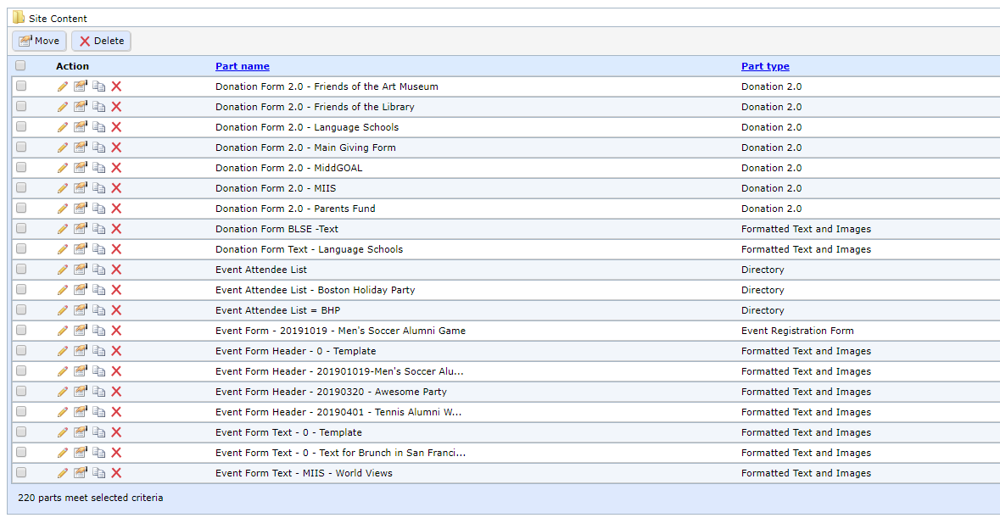 Site Content
Move Delete
Action Part name Part type
Donation Form 2.0 - Friends of the Art Museum Donation 2.0
Donation Form 2.0 - Friends of the Library Donation 2.0
Donation Form 2.0 - Language Schools Donation 2.0
Donation Form 2.0 - Main Giving Form Donation 2.0
Donation Form 2.0 - MiddGOAL Donation 2.0
Donation Form 2.0 - MIIS Donation 2.0
Donation Form 2.0 - Parents Fund Donation 2.0
Donation Form BLSE -Text Formatted Text and Images
Donation Form Text - Language Schools Formatted Text and Images
Event Attendee List Directory
Event Attendee List - Boston Holiday Party Directory
Event Attendee List = BHP Directory
Event Form - 20191019 - Men's Soccer Alumni Game Event Registration Form
Event Form Header - 0 - Template Formatted Text and Images
Event Form Header - 201901019-Men's Soccer Alu... Formatted Text and Images
Event Form Header - 20190320 - Awesome Party Formatted Text and Images
Event Form Header - 20190401 - Tennis Alumni W... Formatted Text and Images
Event Form Text - 0 - Template Formatted Text and Images
Event Form Text - 0 - Text for Brunch in San Franci... Formatted Text and Images
Event Form Text - MIIS - World Views Formatted Text and Images
220 parts meet selected criteria